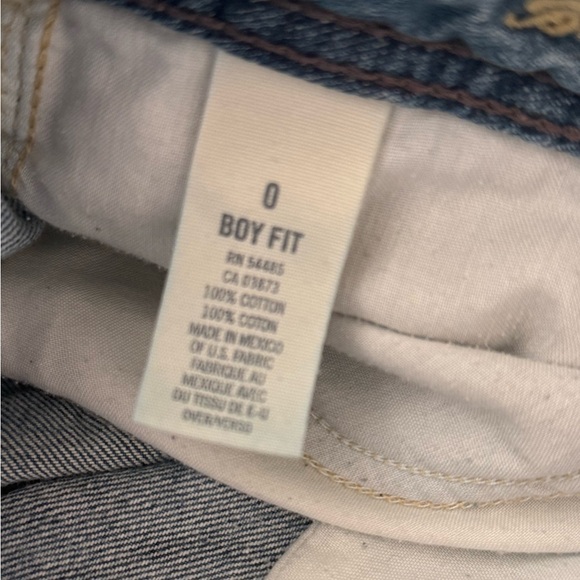 0
BOY FIT
RN 54485
CA 03873
100% COTTON
100% COTON
MADE IN MEXICO
OF U.S. FABRIC
FABRIQUE AU
MEXIQUE AVEC
DU TISSU DE E-U
OVER/VERSO